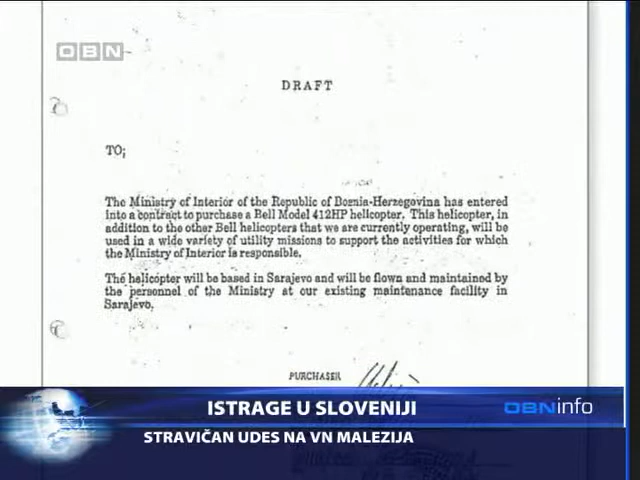 OBN
DRAFT
TO;
The Ministry of Interior of the Republic of Bosnia-Herzegovina has entered
into a contract to purchase a Bell Model 412HP helicopter. This helicopter, in
addition to the other Bell helicopters that we are currently operating, will be
used in a wide variety of utility missions to support the activities for which
the Ministry of Interior is responsible.
The helicopter will be based in Sarajevo and will be flown and maintained by
the personnel of the Ministry at our existing maintenance facility in
Sarajevo.
PURCHASER
ISTRAGE U SLOVENIJI
OBNinfo
STRAVIČAN UDES NA VN MALEZIJA